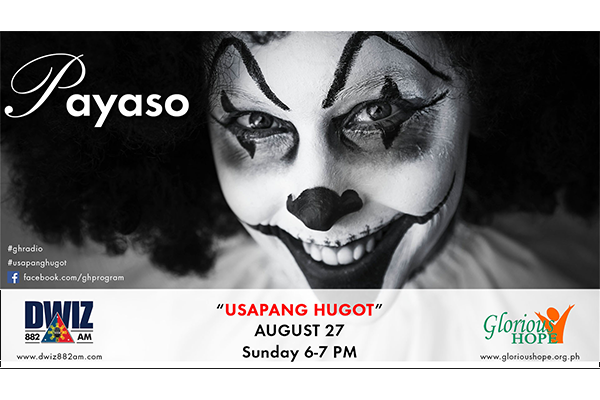 Payaso
#ghradio
#usapanghugot
facebook.com/ghprogram
DWIZ
882 AM
www.dwiz882am.com
“USAPANG HUGOT”
AUGUST 27
Sunday 6-7 PM
Glorious
HOPE
www.glorioushope.org.ph